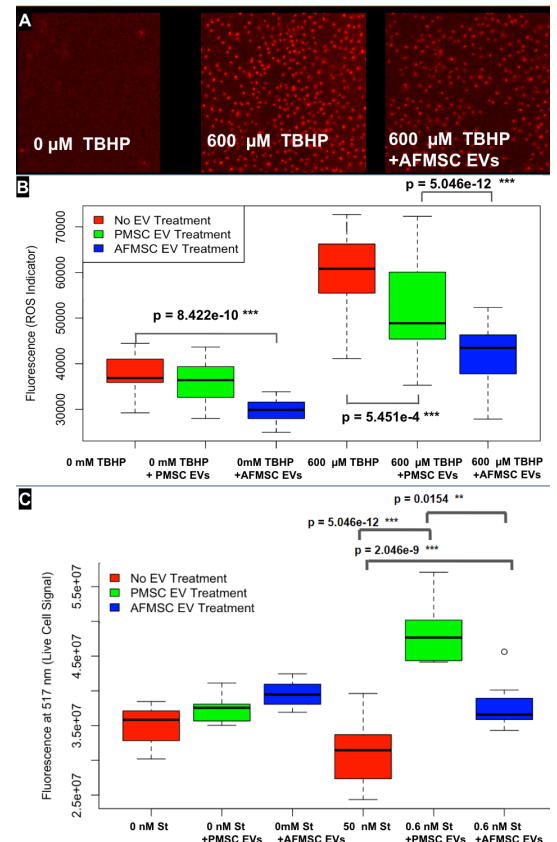 A
0 µM TBHP
600 µM TBHP
600 µM TBHP
+AFMSC EVs
B
p = 5.046e-12 ***
No EV Treatment
PMSC EV Treatment
AFMSC EV Treatment
p = 8.422e-10 ***
p = 5.451e-4 ***
Fluorescence (ROS Indicator)
70000
60000
50000
40000
30000
0 mM TBHP
0 mM TBHP
+ PMSC EVs
0mM TBHP
+AFMSC EVs
600 µM TBHP
600 µM TBHP
+PMSC EVs
600 µM TBHP
+AFMSC EVs
C
p = 0.0154 **
p = 5.046e-12 ***
p = 2.046e-9 ***
No EV Treatment
PMSC EV Treatment
AFMSC EV Treatment
Fluorescence at 517 nm (Live Cell Signal)
5.5e+07
4.5e+07
3.5e+07
2.5e+07
0 nM St
0 nM St
+PMSC EVs
0mM St
+AFMSC EVs
50 nM St
0.6 nM St
+PMSC EVs
0.6 nM St
+AFMSC EVs